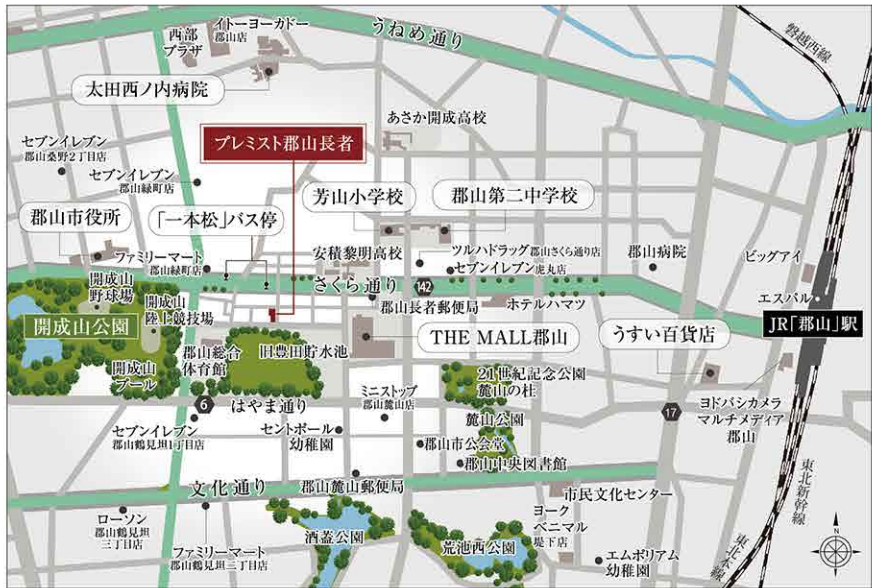 うねめ通り
磐越西線
西部
プラザ
イトーヨーカドー
郡山店
太田西ノ内病院
あさか開成高校
プレミスト郡山長者
セブンイレブン
郡山桑野2丁目店
セブンイレブン
郡山緑町店
芳山小学校
郡山第二中学校
郡山市役所
「一本松」バス停
ファミリーマート
郡山緑町店
安積黎明高校
ツルハドラッグ郡山さくら通り店
セブンイレブン虎丸店
郡山病院
ビッグアイ
さくら通り
142
エスパル
開成山
野球場
開成山
陸上競技場
郡山長者郵便局
ホテルハマツ
開成山公園
THE MALL郡山
うすい百貨店
JR「郡山」駅
郡山総合
体育館
旧豊田貯水池
開成山
プール
21世紀記念公園
麓山の杜
ミニストップ
郡山麓山店
ヨドバシカメラ
マルチメディア
郡山
6
はやま通り
17
麓山公園
セブンイレブン
郡山鶴見坦1丁目店
セントポール
幼稚園
郡山市公会堂
郡山中央図書館
文化通り
郡山麓山郵便局
市民文化センター
東北新幹線
ローソン
郡山鶴見坦
三丁目店
ヨーク
ベニマル
堤下店
酒蓋公園
荒池西公園
ファミリーマート
郡山鶴見坦三丁目店
エムポリアム
幼稚園
東北本線
N